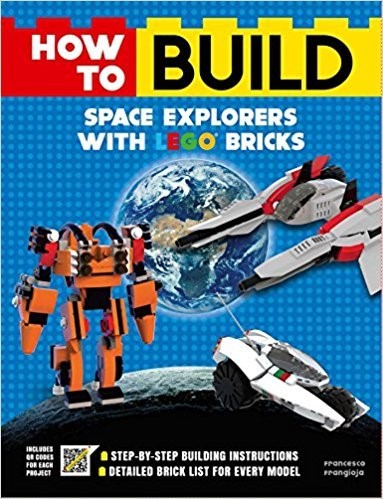 HOW TO BUILD
SPACE EXPLORERS
WITH LEGO® BRICKS
INCLUDES
QR CODES
FOR EACH
PROJECT
STEP-BY-STEP BUILDING INSTRUCTIONS
DETAILED BRICK LIST FOR EVERY MODEL
Francesco
Frangioja